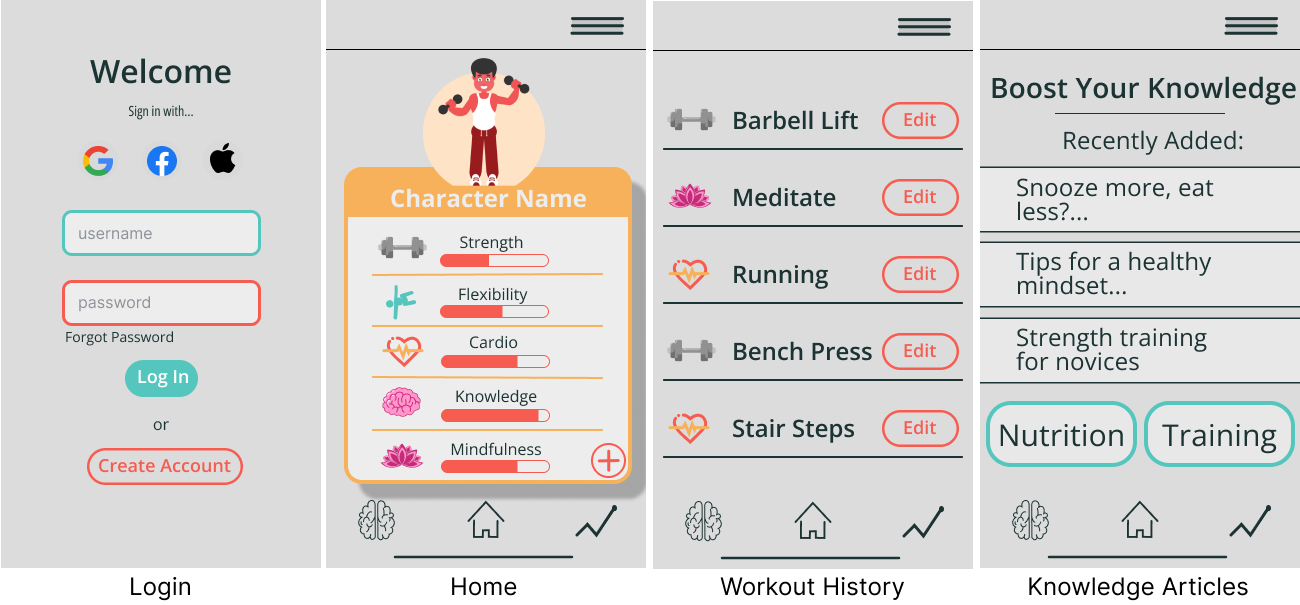 Welcome
Sign in with...
username
password
Forgot Password
Log In
or
Create Account
Login
Character Name
Strength
Flexibility
Cardio
Knowledge
Mindfulness
Home
Barbell Lift Edit
Meditate Edit
Running Edit
Bench Press Edit
Stair Steps Edit
Workout History
Boost Your Knowledge
Recently Added:
Snooze more, eat
less?...
Tips for a healthy
mindset...
Strength training
for novices
Nutrition Training
Knowledge Articles